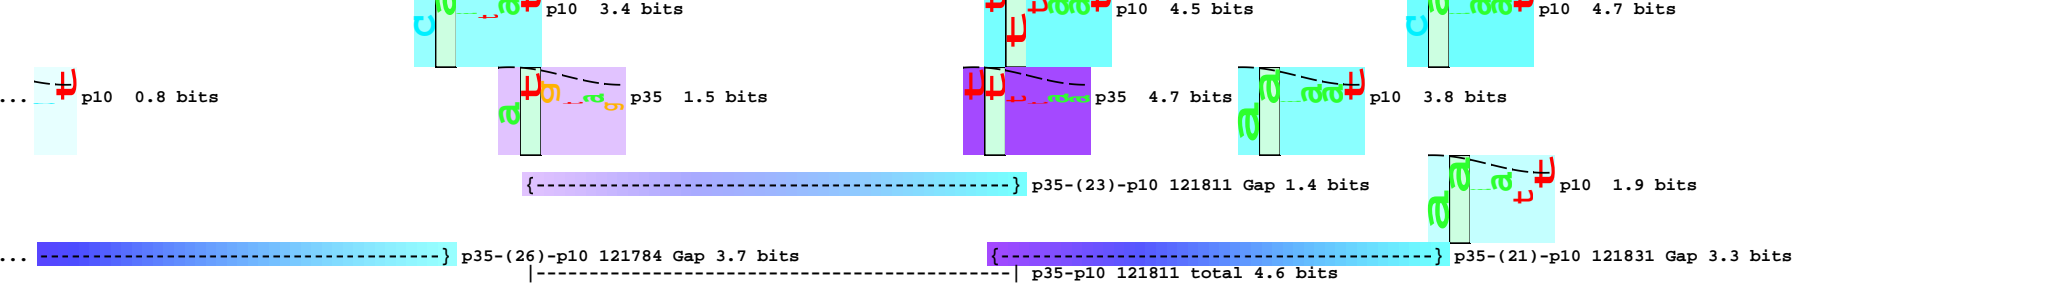 p10 3.4 bits p10 4.5 bits p10 4.7 bits
... p10 0.8 bits p35 1.5 bits p35 4.7 bits p10 3.8 bits
{----------------------------------------------} p35-(23)-p10 121811 Gap 1.4 bits p10 1.9 bits
... --------------------------------------} p35-(26)-p10 121784 Gap 3.7 bits {------------------------------------------} p35-(21)-p10 121831 Gap 3.3 bits
|----------------------------------------------| p35-p10 121811 total 4.6 bits